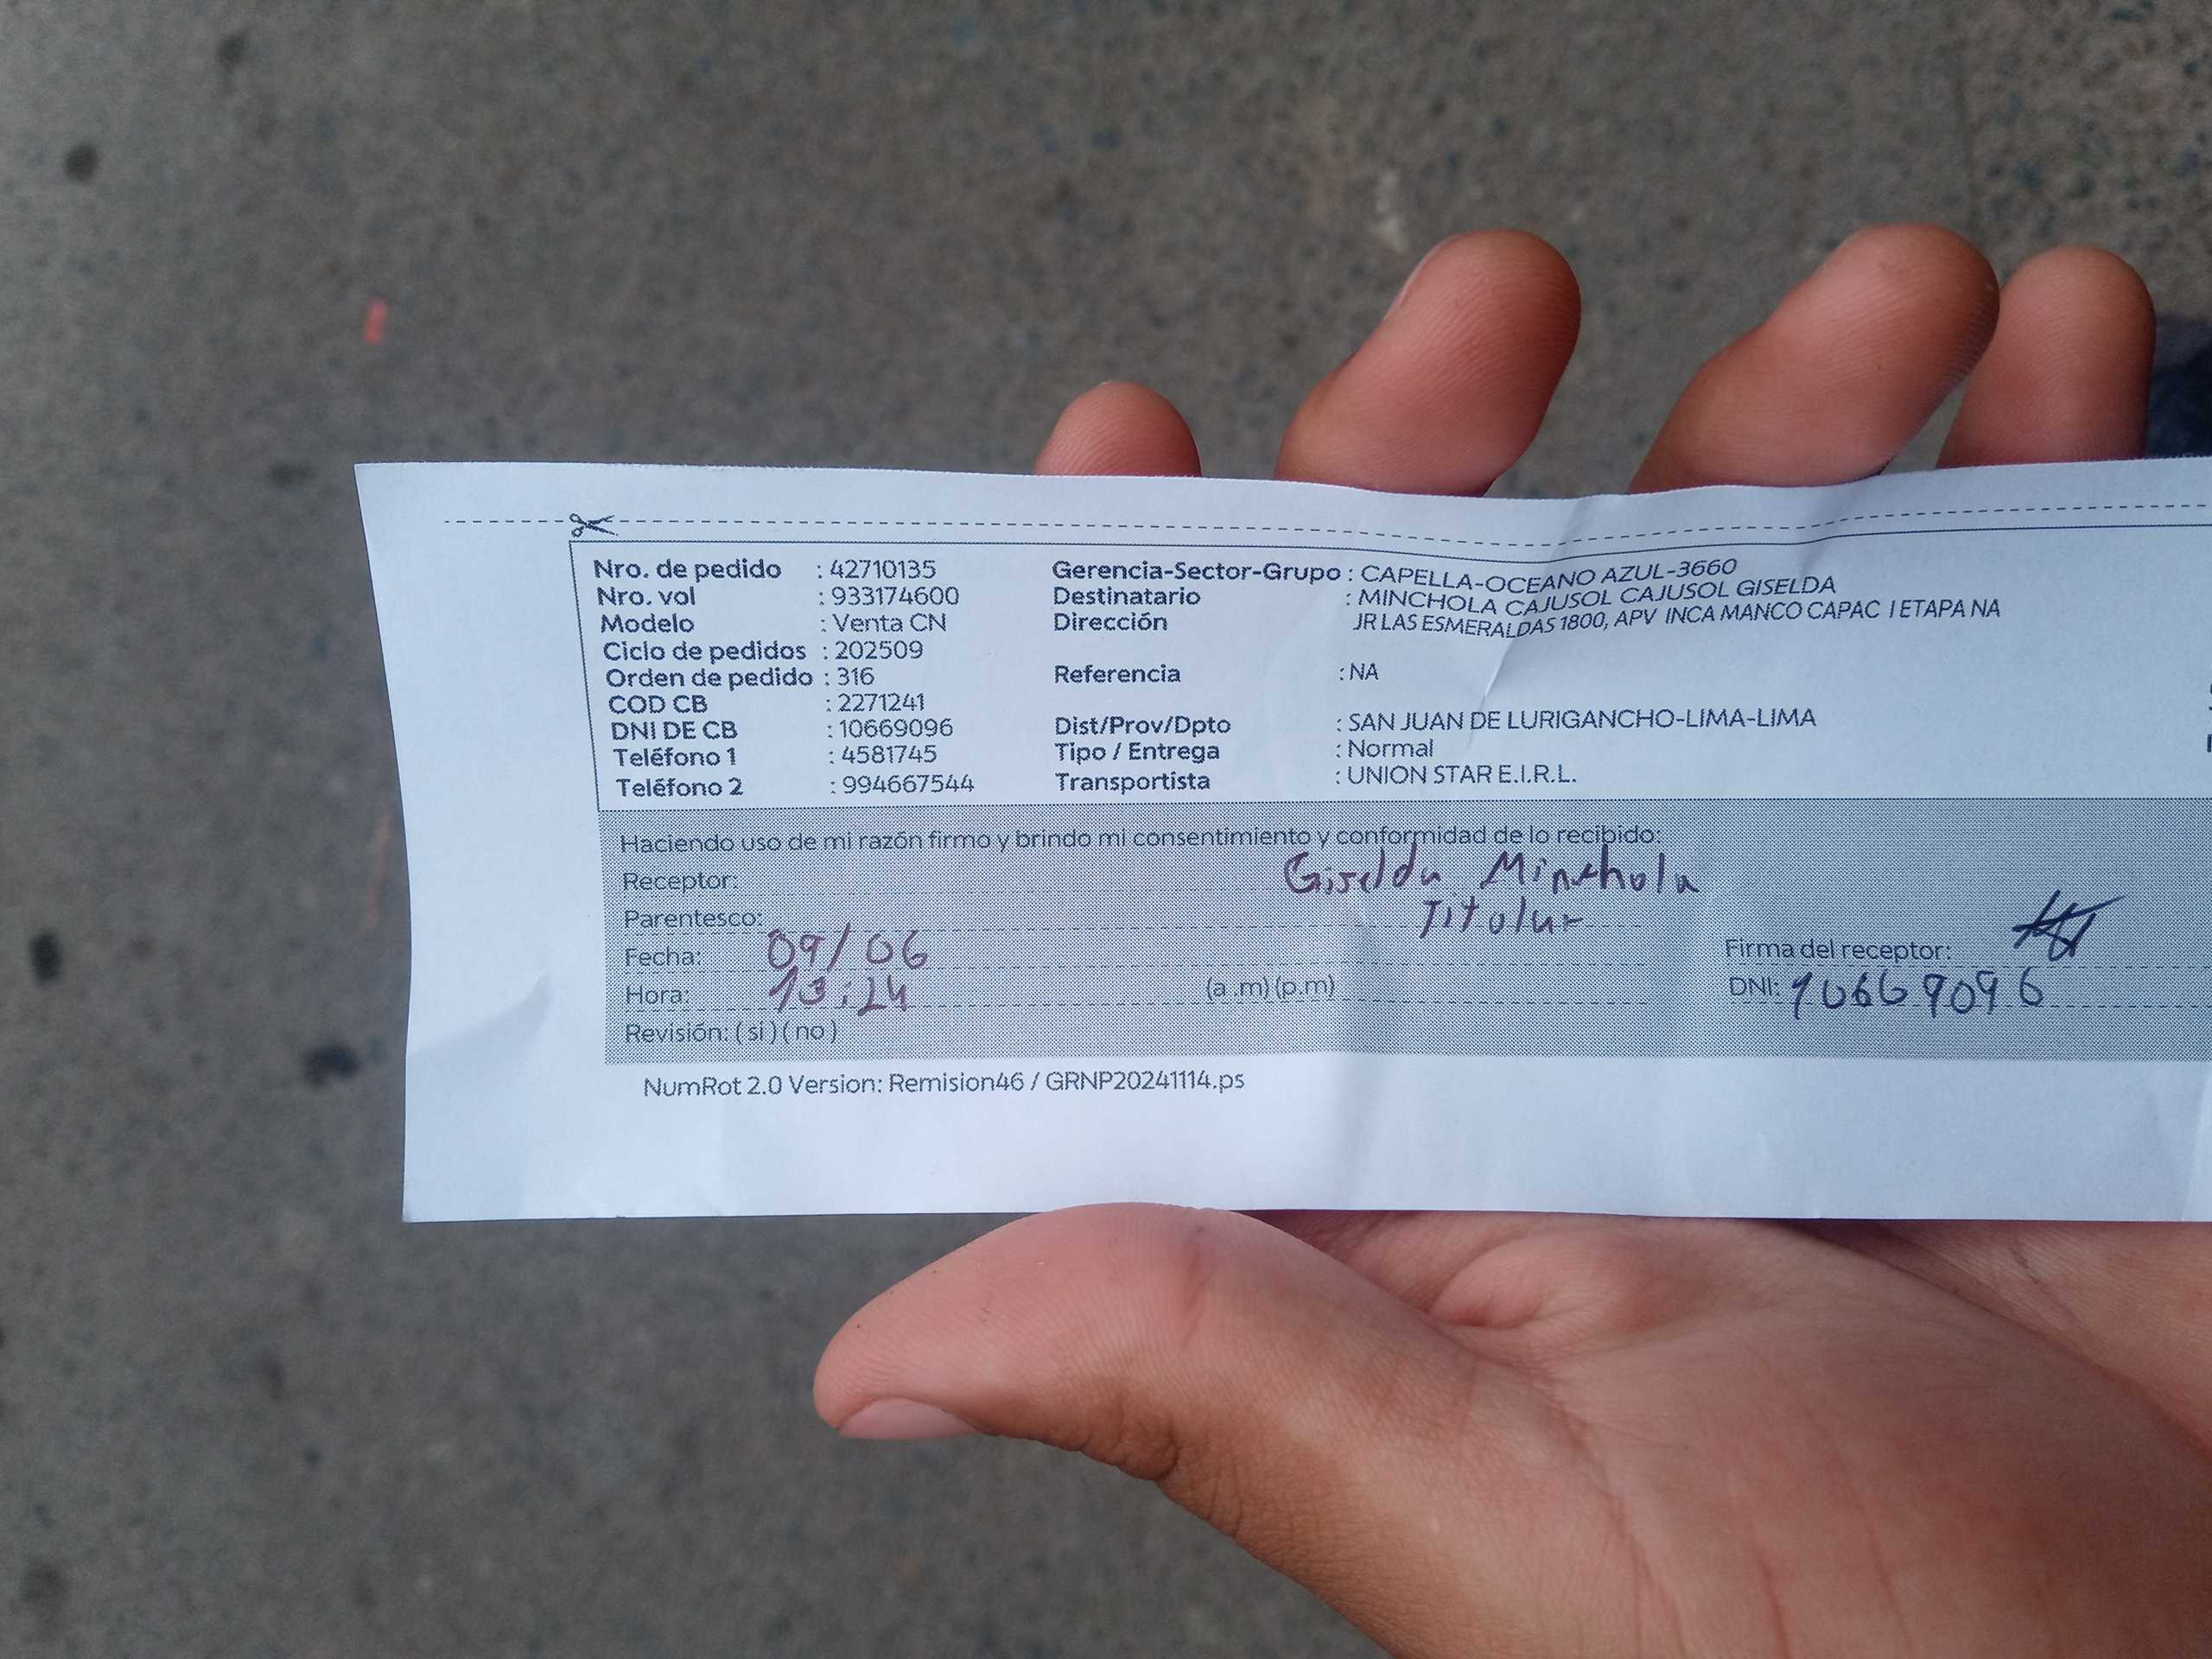 Nro. de pedido : 42710135 Gerencia-Sector-Grupo : CAPELLA-OCEANO AZUL-3660
Nro. vol : 933174600 Destinatario : MINCHOLA CAJUSOL CAJUSOL GISELDA
Modelo : Venta CN Dirección JR LAS ESMERALDAS 1800, APV INCA MANCO CAPAC I ETAPA NA
Ciclo de pedidos : 202509
Orden de pedido : 316 Referencia : NA
COD CB : 2271241
DNI DE CB : 10669096 Dist/Prov/Dpto : SAN JUAN DE LURIGANCHO-LIMA-LIMA
Teléfono 1 : 4581745 Tipo / Entrega : Normal
Teléfono 2 : 994667544 Transportista : UNION STAR E.I.R.L.
Haciendo uso de mi razón firmo y brindo mi consentimiento y conformidad de lo recibido:
Receptor: Giselda Minchola
Parentesco: Titular
Fecha: 09/06 Firma del receptor:
Hora: 13:24 (a .m) (p.m) DNI: 10669096
Revisión: ( si ) ( no )
NumRot 2.0 Version: Remision46 / GRNP20241114.ps